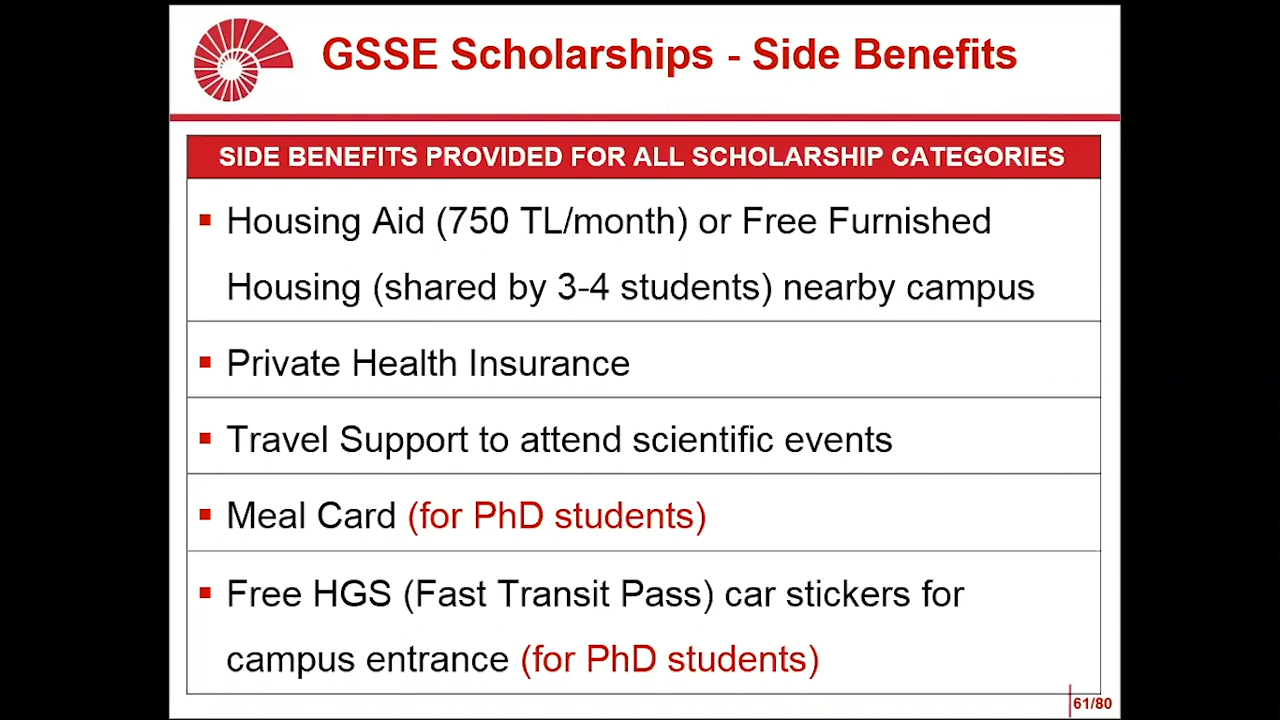 GSSE Scholarships - Side Benefits
SIDE BENEFITS PROVIDED FOR ALL SCHOLARSHIP CATEGORIES
▪ Housing Aid (750 TL/month) or Free Furnished
Housing (shared by 3-4 students) nearby campus
▪ Private Health Insurance
▪ Travel Support to attend scientific events
▪ Meal Card (for PhD students)
▪ Free HGS (Fast Transit Pass) car stickers for
campus entrance (for PhD students)
61/80